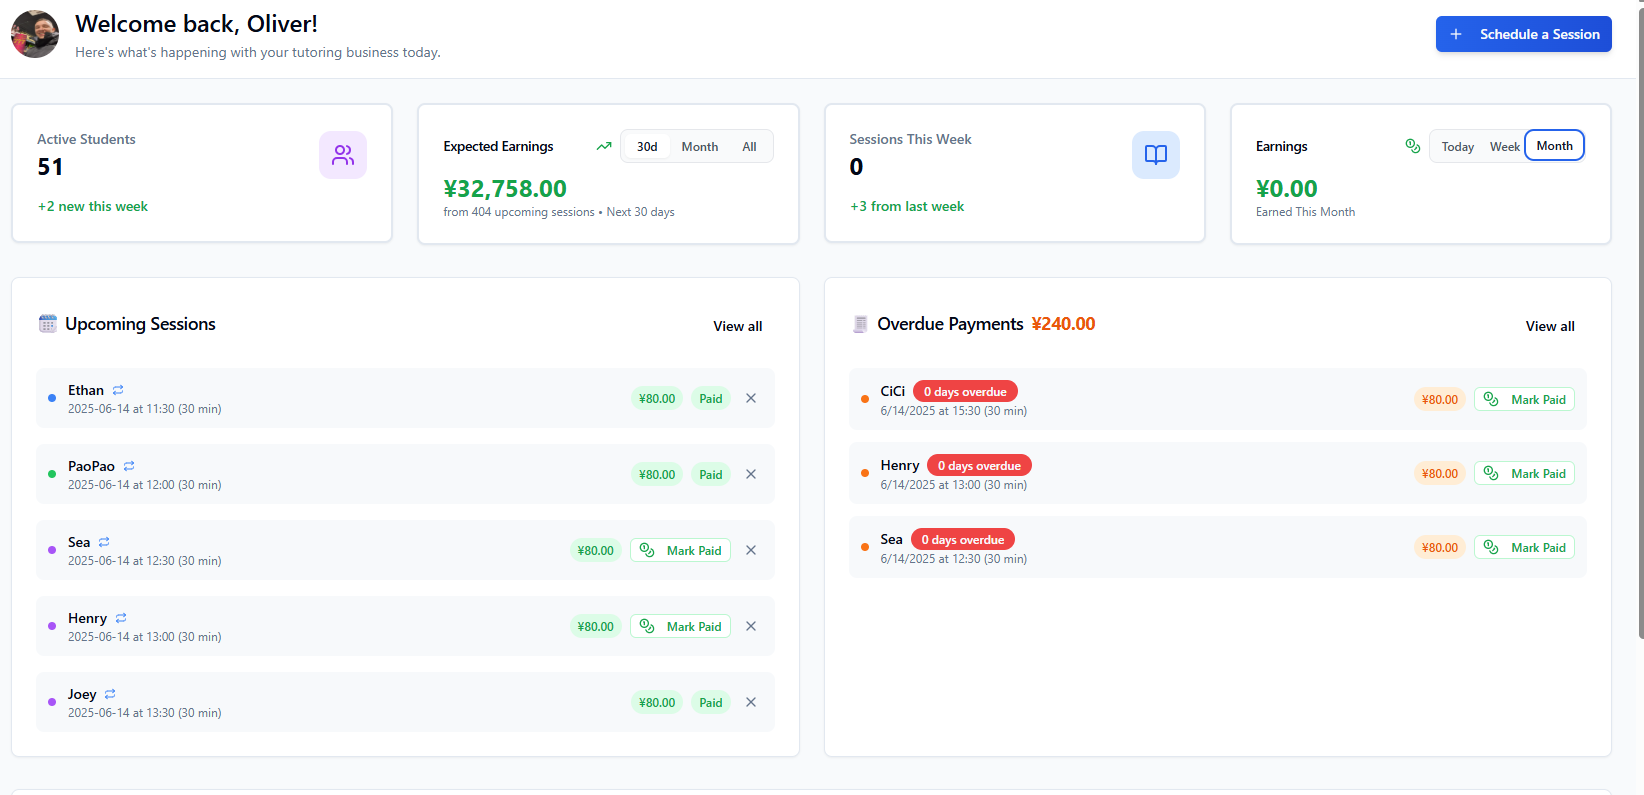 Welcome back, Oliver!
Here's what's happening with your tutoring business today.
+ Schedule a Session
Active Students
51
+2 new this week
Expected Earnings
30d Month All
¥32,758.00
from 404 upcoming sessions • Next 30 days
Sessions This Week
0
+3 from last week
Earnings
Today Week Month
¥0.00
Earned This Month
Upcoming Sessions
View all
Ethan
2025-06-14 at 11:30 (30 min)
¥80.00 Paid
PaoPao
2025-06-14 at 12:00 (30 min)
¥80.00 Paid
Sea
2025-06-14 at 12:30 (30 min)
¥80.00 Mark Paid
Henry
2025-06-14 at 13:00 (30 min)
¥80.00 Mark Paid
Joey
2025-06-14 at 13:30 (30 min)
¥80.00 Paid
Overdue Payments ¥240.00
View all
CiCi 0 days overdue
6/14/2025 at 15:30 (30 min)
¥80.00 Mark Paid
Henry 0 days overdue
6/14/2025 at 13:00 (30 min)
¥80.00 Mark Paid
Sea 0 days overdue
6/14/2025 at 12:30 (30 min)
¥80.00 Mark Paid